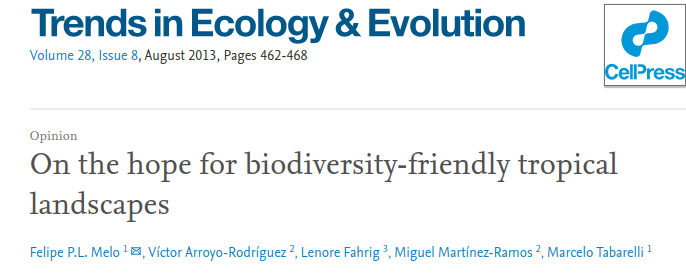 Trends in Ecology & Evolution
Volume 28, Issue 8, August 2013, Pages 462-468
CellPress
Opinion
On the hope for biodiversity-friendly tropical
landscapes
Felipe P.L. Melo 1 ✉, Víctor Arroyo-Rodríguez 2, Lenore Fahrig 3, Miguel Martínez-Ramos 2, Marcelo Tabarelli 1